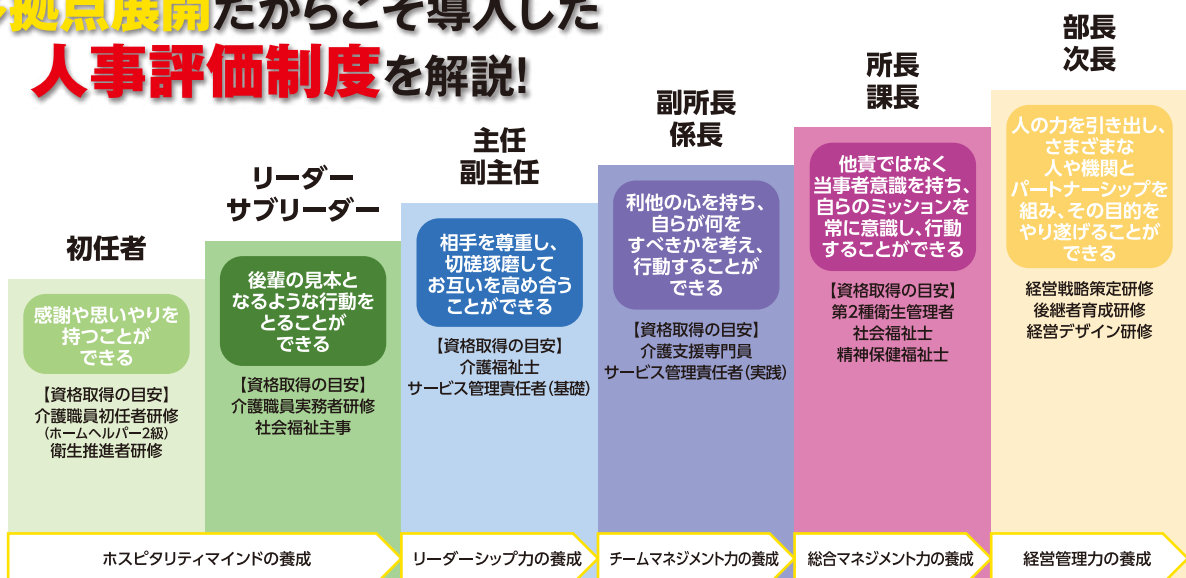 拠点展開だからこそ導入した
人事評価制度を解説!
初任者
感謝や思いやりを
持つことが
できる
【資格取得の目安】
介護職員初任者研修
(ホームヘルパー2級)
衛生推進者研修
リーダー
サブリーダー
後輩の見本と
なるような行動を
とることが
できる
【資格取得の目安】
介護職員実務者研修
社会福祉主事
主任
副主任
相手を尊重し、
切磋琢磨して
お互いを高め合う
ことができる
【資格取得の目安】
介護福祉士
サービス管理責任者(基礎)
副所長
係長
利他の心を持ち、
自らが何を
すべきかを考え、
行動することが
できる
【資格取得の目安】
介護支援専門員
サービス管理責任者(実践)
所長
課長
他責ではなく
当事者意識を持ち、
自らのミッションを
常に意識し、行動
することができる
【資格取得の目安】
第2種衛生管理者
社会福祉士
精神保健福祉士
部長
次長
人の力を引き出し、
さまざまな
人や機関と
パートナーシップを
組み、その目的を
やり遂げることが
できる
経営戦略策定研修
後継者育成研修
経営デザイン研修
ホスピタリティマインドの養成
リーダーシップ力の養成
チームマネジメント力の養成
総合マネジメント力の養成
経営管理力の養成